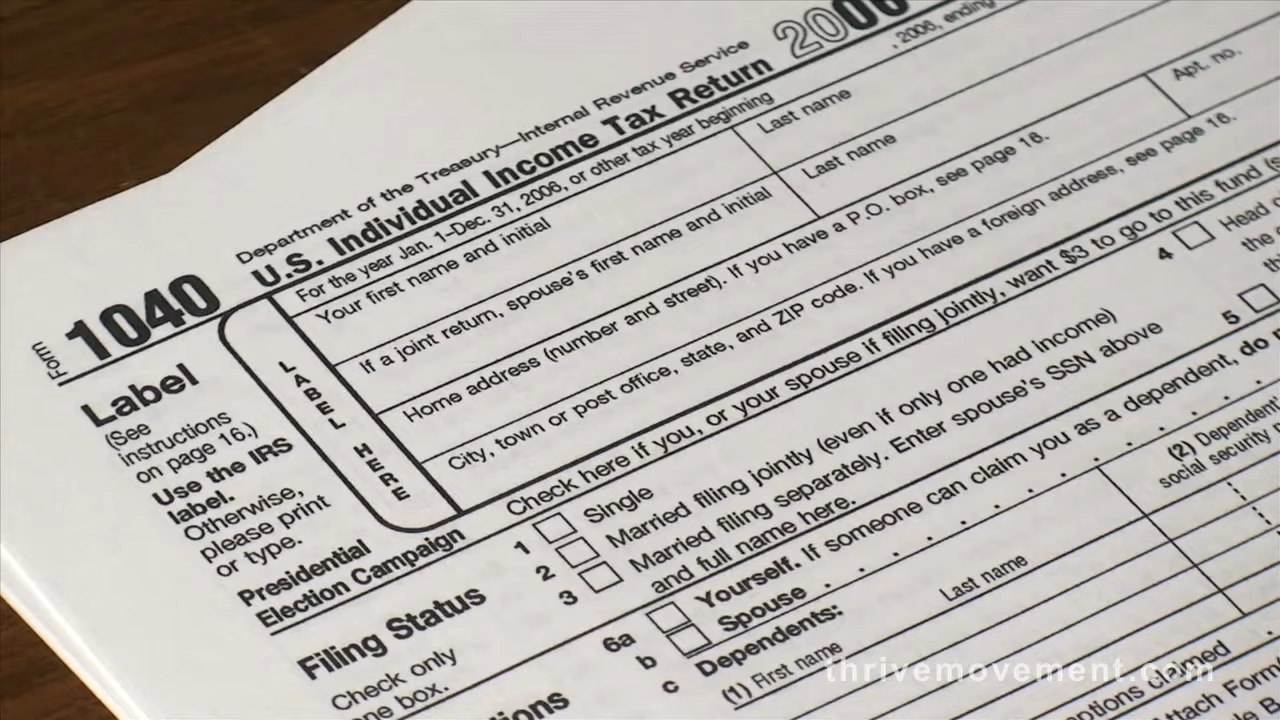 Form 1040
Department of the Treasury—Internal Revenue Service
U.S. Individual Income Tax Return 2006
For the year Jan. 1–Dec. 31, 2006, or other tax year beginning , 2006, ending
Label
(See
instructions
on page 16.)
Use the IRS
label.
Otherwise,
please print
or type.
LABEL HERE
Your first name and initial Last name
If a joint return, spouse's first name and initial Last name
Home address (number and street). If you have a P.O. box, see page 16. Apt. no.
City, town or post office, state, and ZIP code. If you have a foreign address, see page 16.
Presidential
Election Campaign Check here if you, or your spouse if filing jointly, want $3 to go to this fund
Filing Status
Check only
one box.
1 Single
2 Married filing jointly (even if only one had income)
3 Married filing separately. Enter spouse's SSN above
and full name here.
4 Head
the
5
6a Yourself. If someone can claim you as a dependent, do
b Spouse
c Dependents:
(1) First name Last name
(2) Dependent'
social security
thrivemovement.com